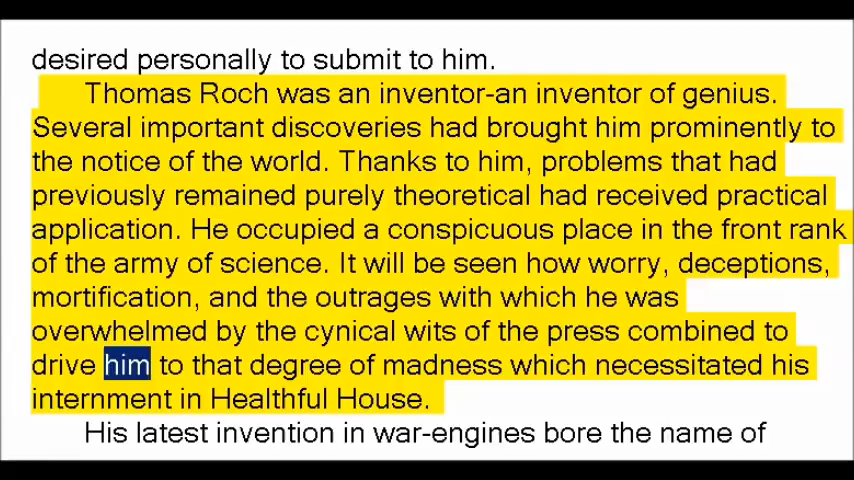 desired personally to submit to him.
Thomas Roch was an inventor-an inventor of genius.
Several important discoveries had brought him prominently to
the notice of the world. Thanks to him, problems that had
previously remained purely theoretical had received practical
application. He occupied a conspicuous place in the front rank
of the army of science. It will be seen how worry, deceptions,
mortification, and the outrages with which he was
overwhelmed by the cynical wits of the press combined to
drive him to that degree of madness which necessitated his
internment in Healthful House.
His latest invention in war-engines bore the name of